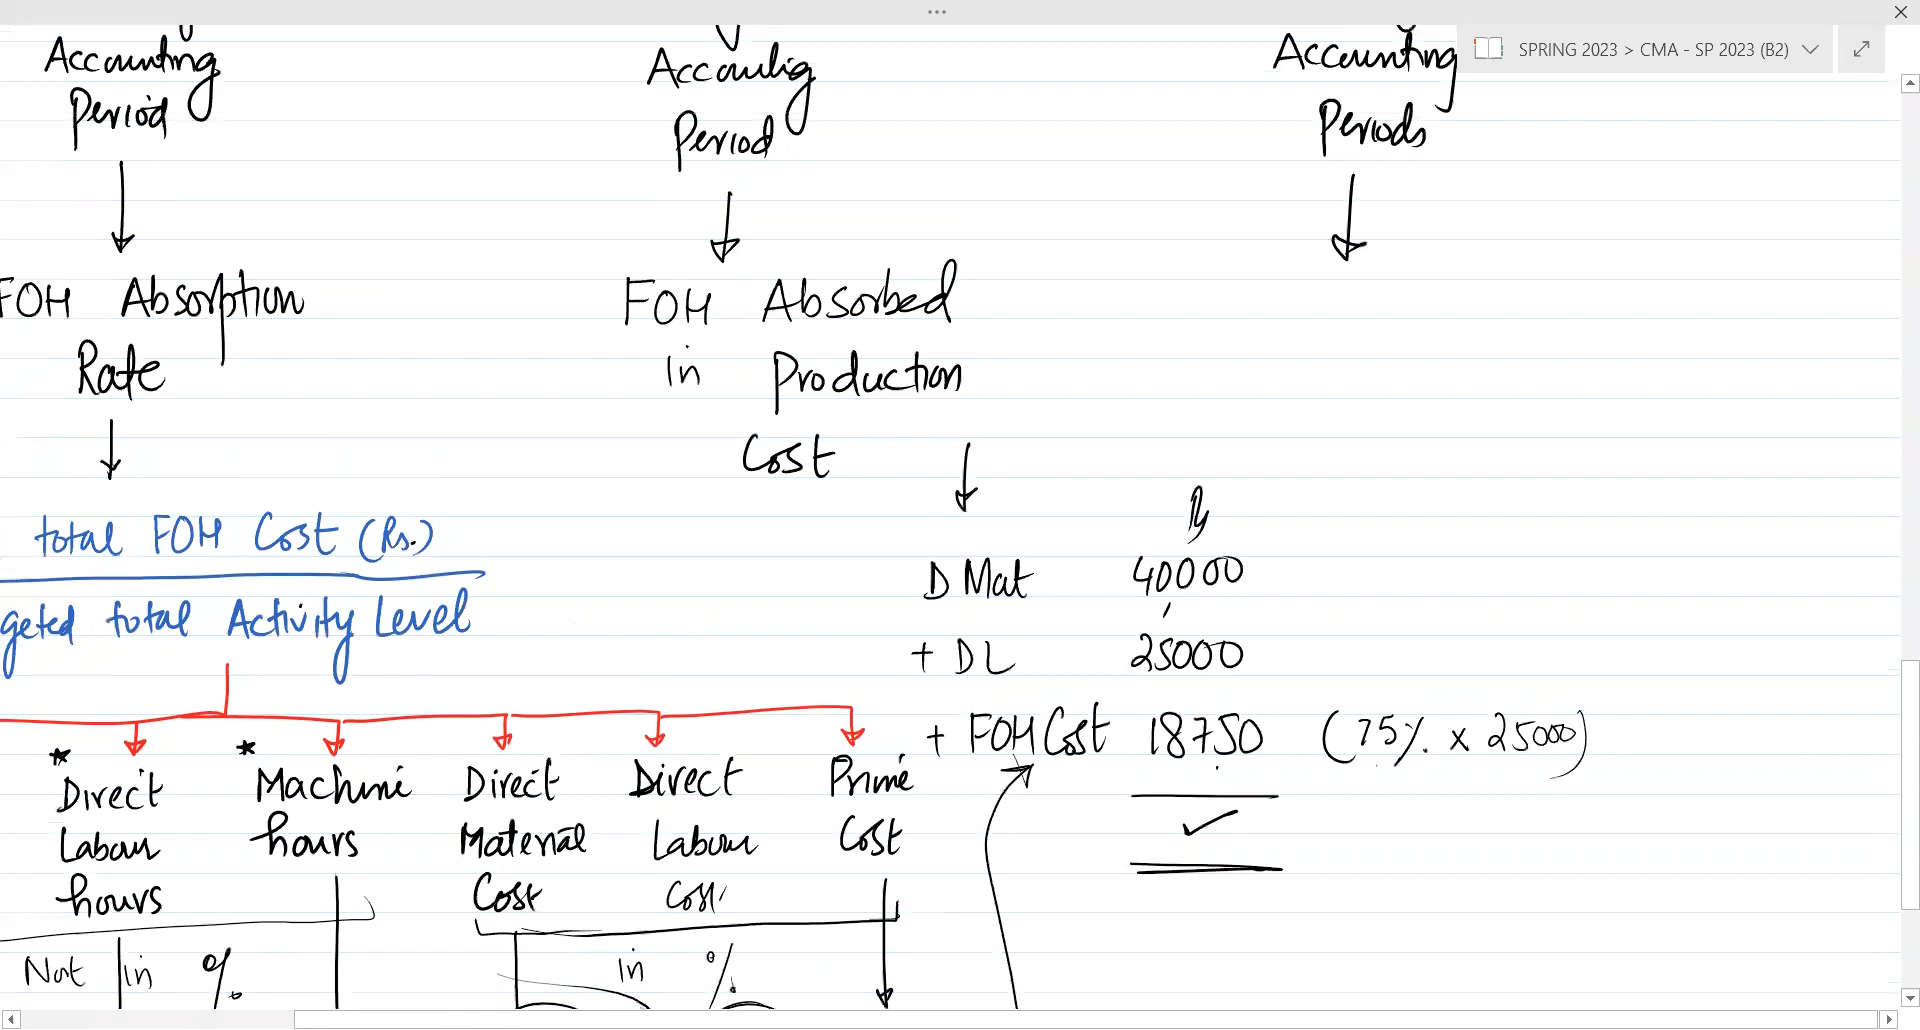 SPRING 2023 > CMA - SP 2023 (B2)
Accounting
Period
FOH Absorption
Rate
total FOH Cost (Rs.)
geted total Activity Level
Direct
Labour
hours
Machine
hours
Direct
Material
Cost
Direct
Labour
Cost
Prime
Cost
Not in %
in %
Accounting
Period
FOH Absorbed
in Production
Cost
D Mat 40000
+ DL 25000
+ FOH Cost 18750 (75% x 25000)
Accounting
Periods